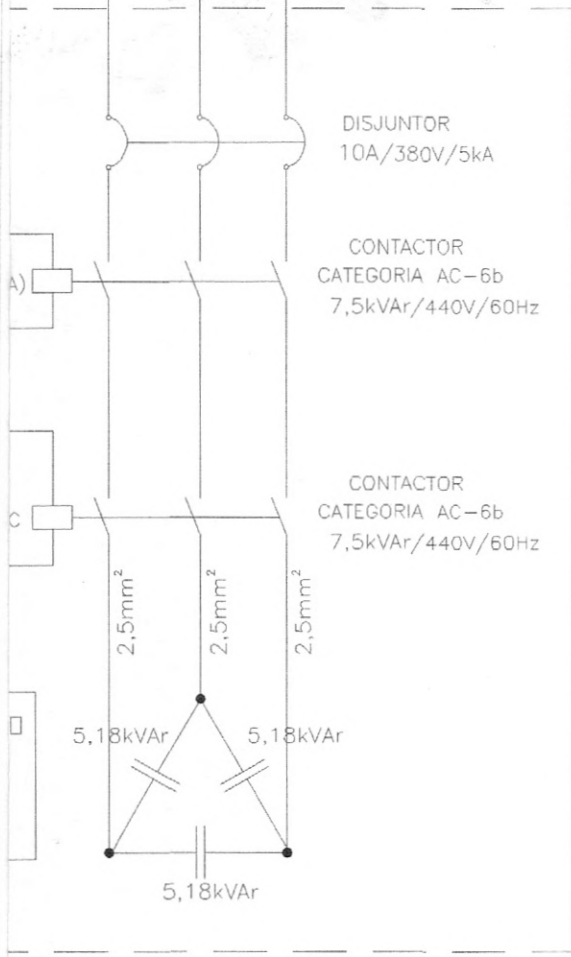 DISJUNTOR
10A/380V/5kA
CONTACTOR
CATEGORIA AC-6b
7,5kVAr/440V/60Hz
A)
CONTACTOR
CATEGORIA AC-6b
7,5kVAr/440V/60Hz
C
2,5mm²
2,5mm²
2,5mm²
5,18kVAr
5,18kVAr
5,18kVAr